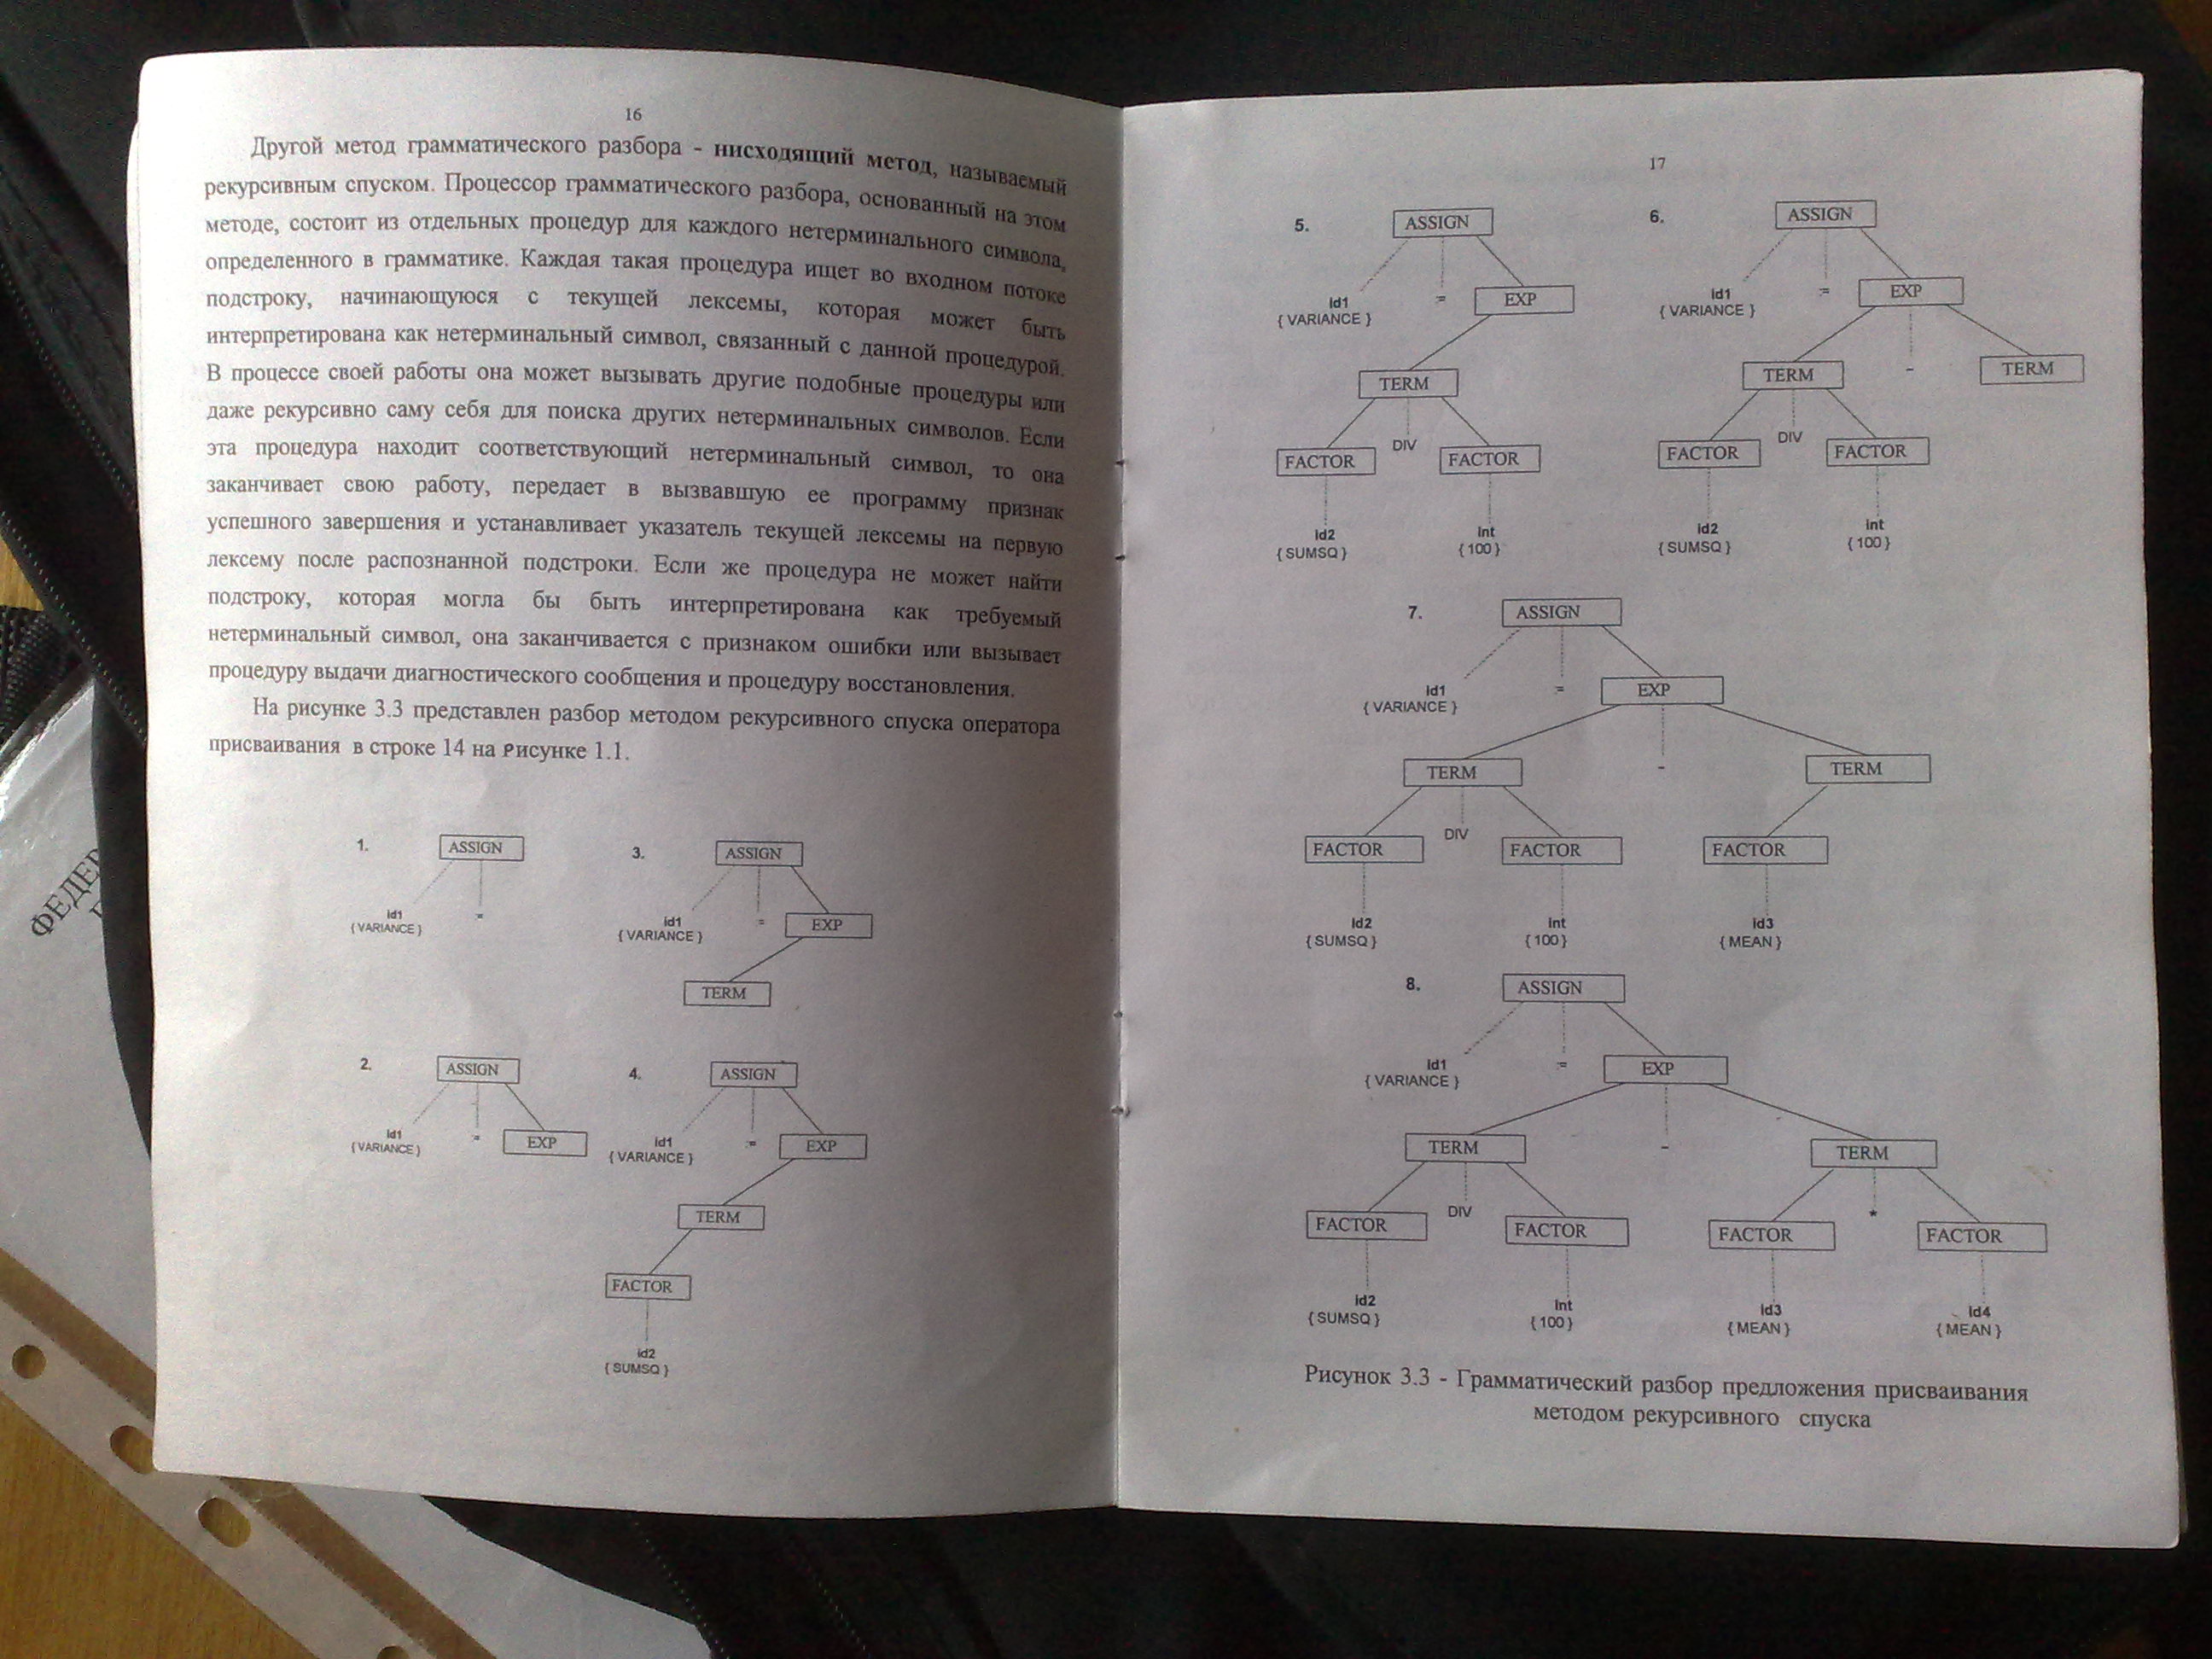 16
Другой метод грамматического разбора - нисходящий метод, называемый
рекурсивным спуском. Процессор грамматического разбора, основанный на этом
методе, состоит из отдельных процедур для каждого нетерминального символа,
определенного в грамматике. Каждая такая процедура ищет во входном потоке
подстроку, начинающуюся с текущей лексемы, которая может быть
интерпретирована как нетерминальный символ, связанный с данной процедурой.
В процессе своей работы она может вызывать другие подобные процедуры или
даже рекурсивно саму себя для поиска других нетерминальных символов. Если
эта процедура находит соответствующий нетерминальный символ, то она
заканчивает свою работу, передает в вызвавшую ее программу признак
успешного завершения и устанавливает указатель текущей лексемы на первую
лексему после распознанной подстроки. Если же процедура не может найти
подстроку, которая могла бы быть интерпретирована как требуемый
нетерминальный символ, она заканчивается с признаком ошибки или вызывает
процедуру выдачи диагностического сообщения и процедуру восстановления.
На рисунке 3.3 представлен разбор методом рекурсивного спуска оператора
присваивания в строке 14 на Рисунке 1.1.
1. ASSIGN
id1 =
{ VARIANCE }
3. ASSIGN
id1 = EXP
{ VARIANCE }
TERM
2. ASSIGN
id1 = EXP
{ VARIANCE }
4. ASSIGN
id1 = EXP
{ VARIANCE }
TERM
FACTOR
id2
{ SUMSQ }
17
5. ASSIGN
id1 := EXP
{ VARIANCE }
TERM
FACTOR DIV FACTOR
id2 int
{ SUMSQ } { 100 }
6. ASSIGN
id1 := EXP
{ VARIANCE }
TERM - TERM
FACTOR DIV FACTOR
id2 int
{ SUMSQ } { 100 }
7. ASSIGN
id1 := EXP
{ VARIANCE }
TERM - TERM
FACTOR DIV FACTOR FACTOR
id2 int id3
{ SUMSQ } { 100 } { MEAN }
8. ASSIGN
id1 := EXP
{ VARIANCE }
TERM - TERM
FACTOR DIV FACTOR FACTOR * FACTOR
id2 int id3 id4
{ SUMSQ } { 100 } { MEAN } { MEAN }
Рисунок 3.3 - Грамматический разбор предложения присваивания
методом рекурсивного спуска
ФЕДЕР